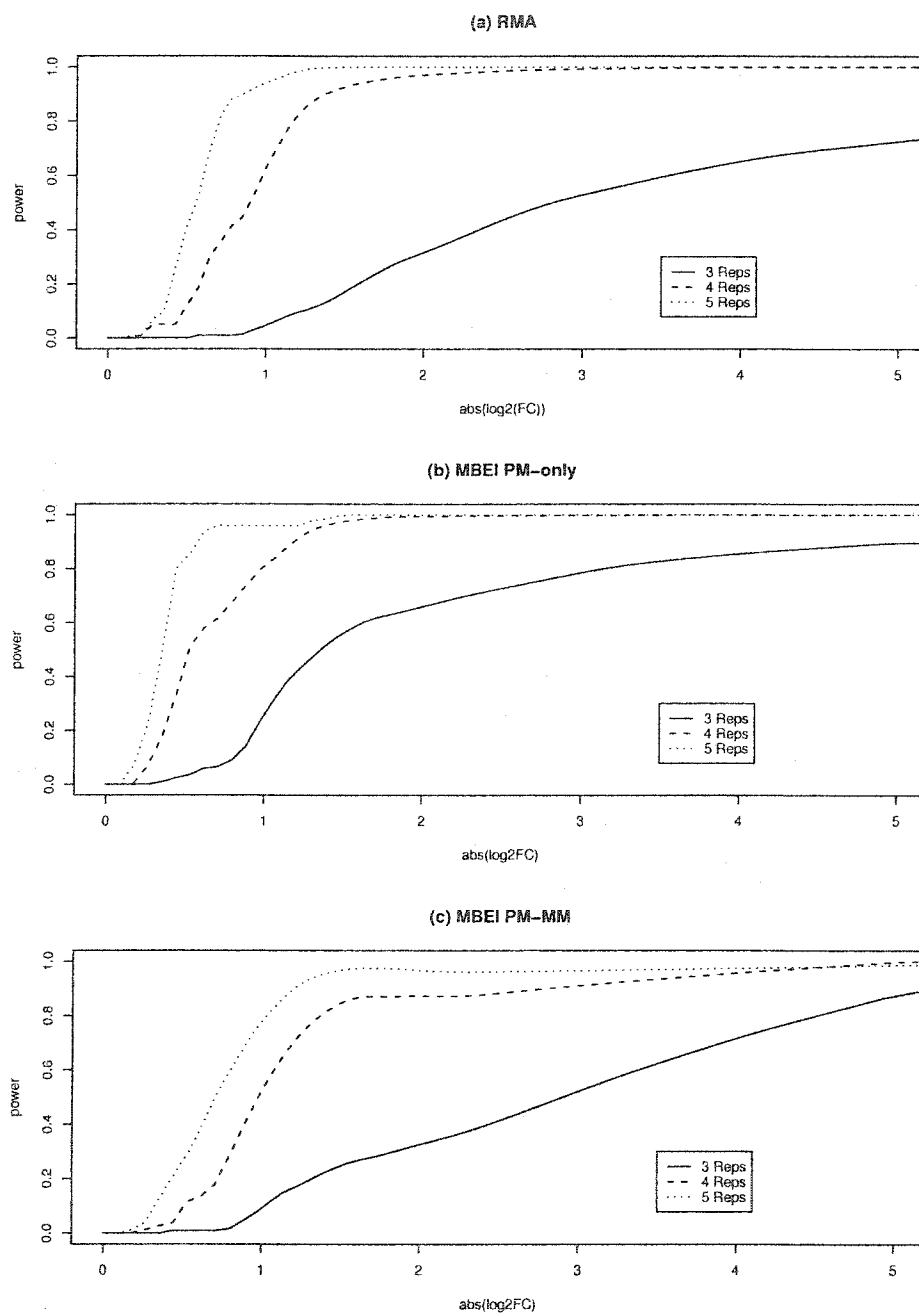 (a) RMA
power
0.0 0.2 0.4 0.6 0.8 1.0
3 Reps
4 Reps
5 Reps
0 1 2 3 4 5
abs(log2(FC))
(b) MBEI PM-only
power
0.0 0.2 0.4 0.6 0.8 1.0
3 Reps
4 Reps
5 Reps
0 1 2 3 4 5
abs(log2FC)
(c) MBEI PM-MM
power
0.0 0.2 0.4 0.6 0.8 1.0
3 Reps
4 Reps
5 Reps
0 1 2 3 4 5
abs(log2FC)